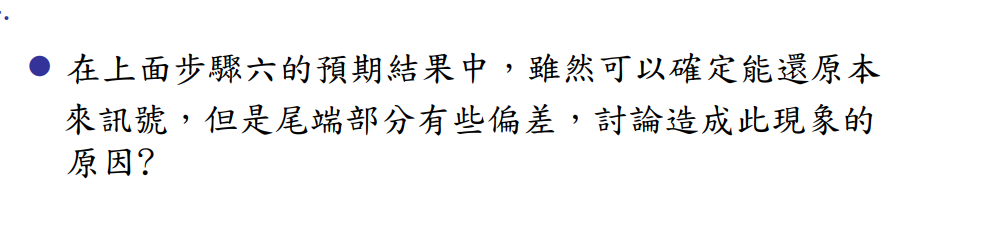 ● 在上面步驟六的預期結果中，雖然可以確定能還原本
來訊號，但是尾端部分有些偏差，討論造成此現象的
原因?